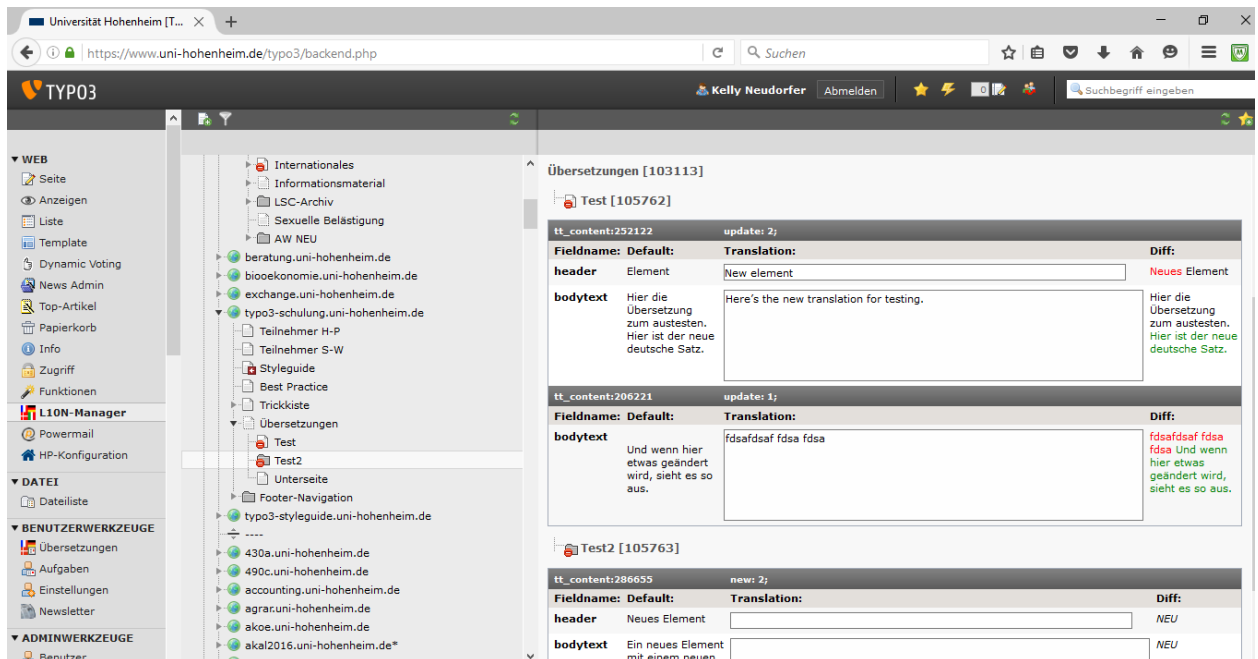 Universität Hohenheim [T...
https://www.uni-hohenheim.de/typo3/backend.php
Suchen
TYPO3
Kelly Neudorfer
Abmelden
0
Suchbegriff eingeben
WEB
Seite
Anzeigen
Liste
Template
Dynamic Voting
News Admin
Top-Artikel
Papierkorb
Info
Zugriff
Funktionen
L10N-Manager
Powermail
HP-Konfiguration
DATEI
Dateiliste
BENUTZERWERKZEUGE
Übersetzungen
Aufgaben
Einstellungen
Newsletter
ADMINWERKZEUGE
Benutzer
Internationales
Informationsmaterial
LSC-Archiv
Sexuelle Belästigung
AW NEU
beratung.uni-hohenheim.de
biooekonomie.uni-hohenheim.de
exchange.uni-hohenheim.de
typo3-schulung.uni-hohenheim.de
Teilnehmer H-P
Teilnehmer S-W
Styleguide
Best Practice
Trickkiste
Übersetzungen
Test
Test2
Unterseite
Footer-Navigation
typo3-styleguide.uni-hohenheim.de
----
430a.uni-hohenheim.de
490c.uni-hohenheim.de
accounting.uni-hohenheim.de
agrar.uni-hohenheim.de
akoe.uni-hohenheim.de
akal2016.uni-hohenheim.de*
Übersetzungen [103113]
Test [105762]
tt_content:252122 update: 2;
Fieldname: Default: Translation: Diff:
header Element New element Neues Element
bodytext
Hier die
Übersetzung
zum austesten.
Hier ist der neue
deutsche Satz.
Here's the new translation for testing.
Hier die
Übersetzung
zum austesten.
Hier ist der neue
deutsche Satz.
tt_content:206221 update: 1;
Fieldname: Default: Translation: Diff:
bodytext
Und wenn hier
etwas geändert
wird, sieht es so
aus.
fdsafdsaf fdsa fdsa
fdsafdsaf fdsa
fdsa Und wenn
hier etwas
geändert wird,
sieht es so aus.
Test2 [105763]
tt_content:286655 new: 2;
Fieldname: Default: Translation: Diff:
header Neues Element NEU
bodytext Ein neues Element NEU
mit einem neuen